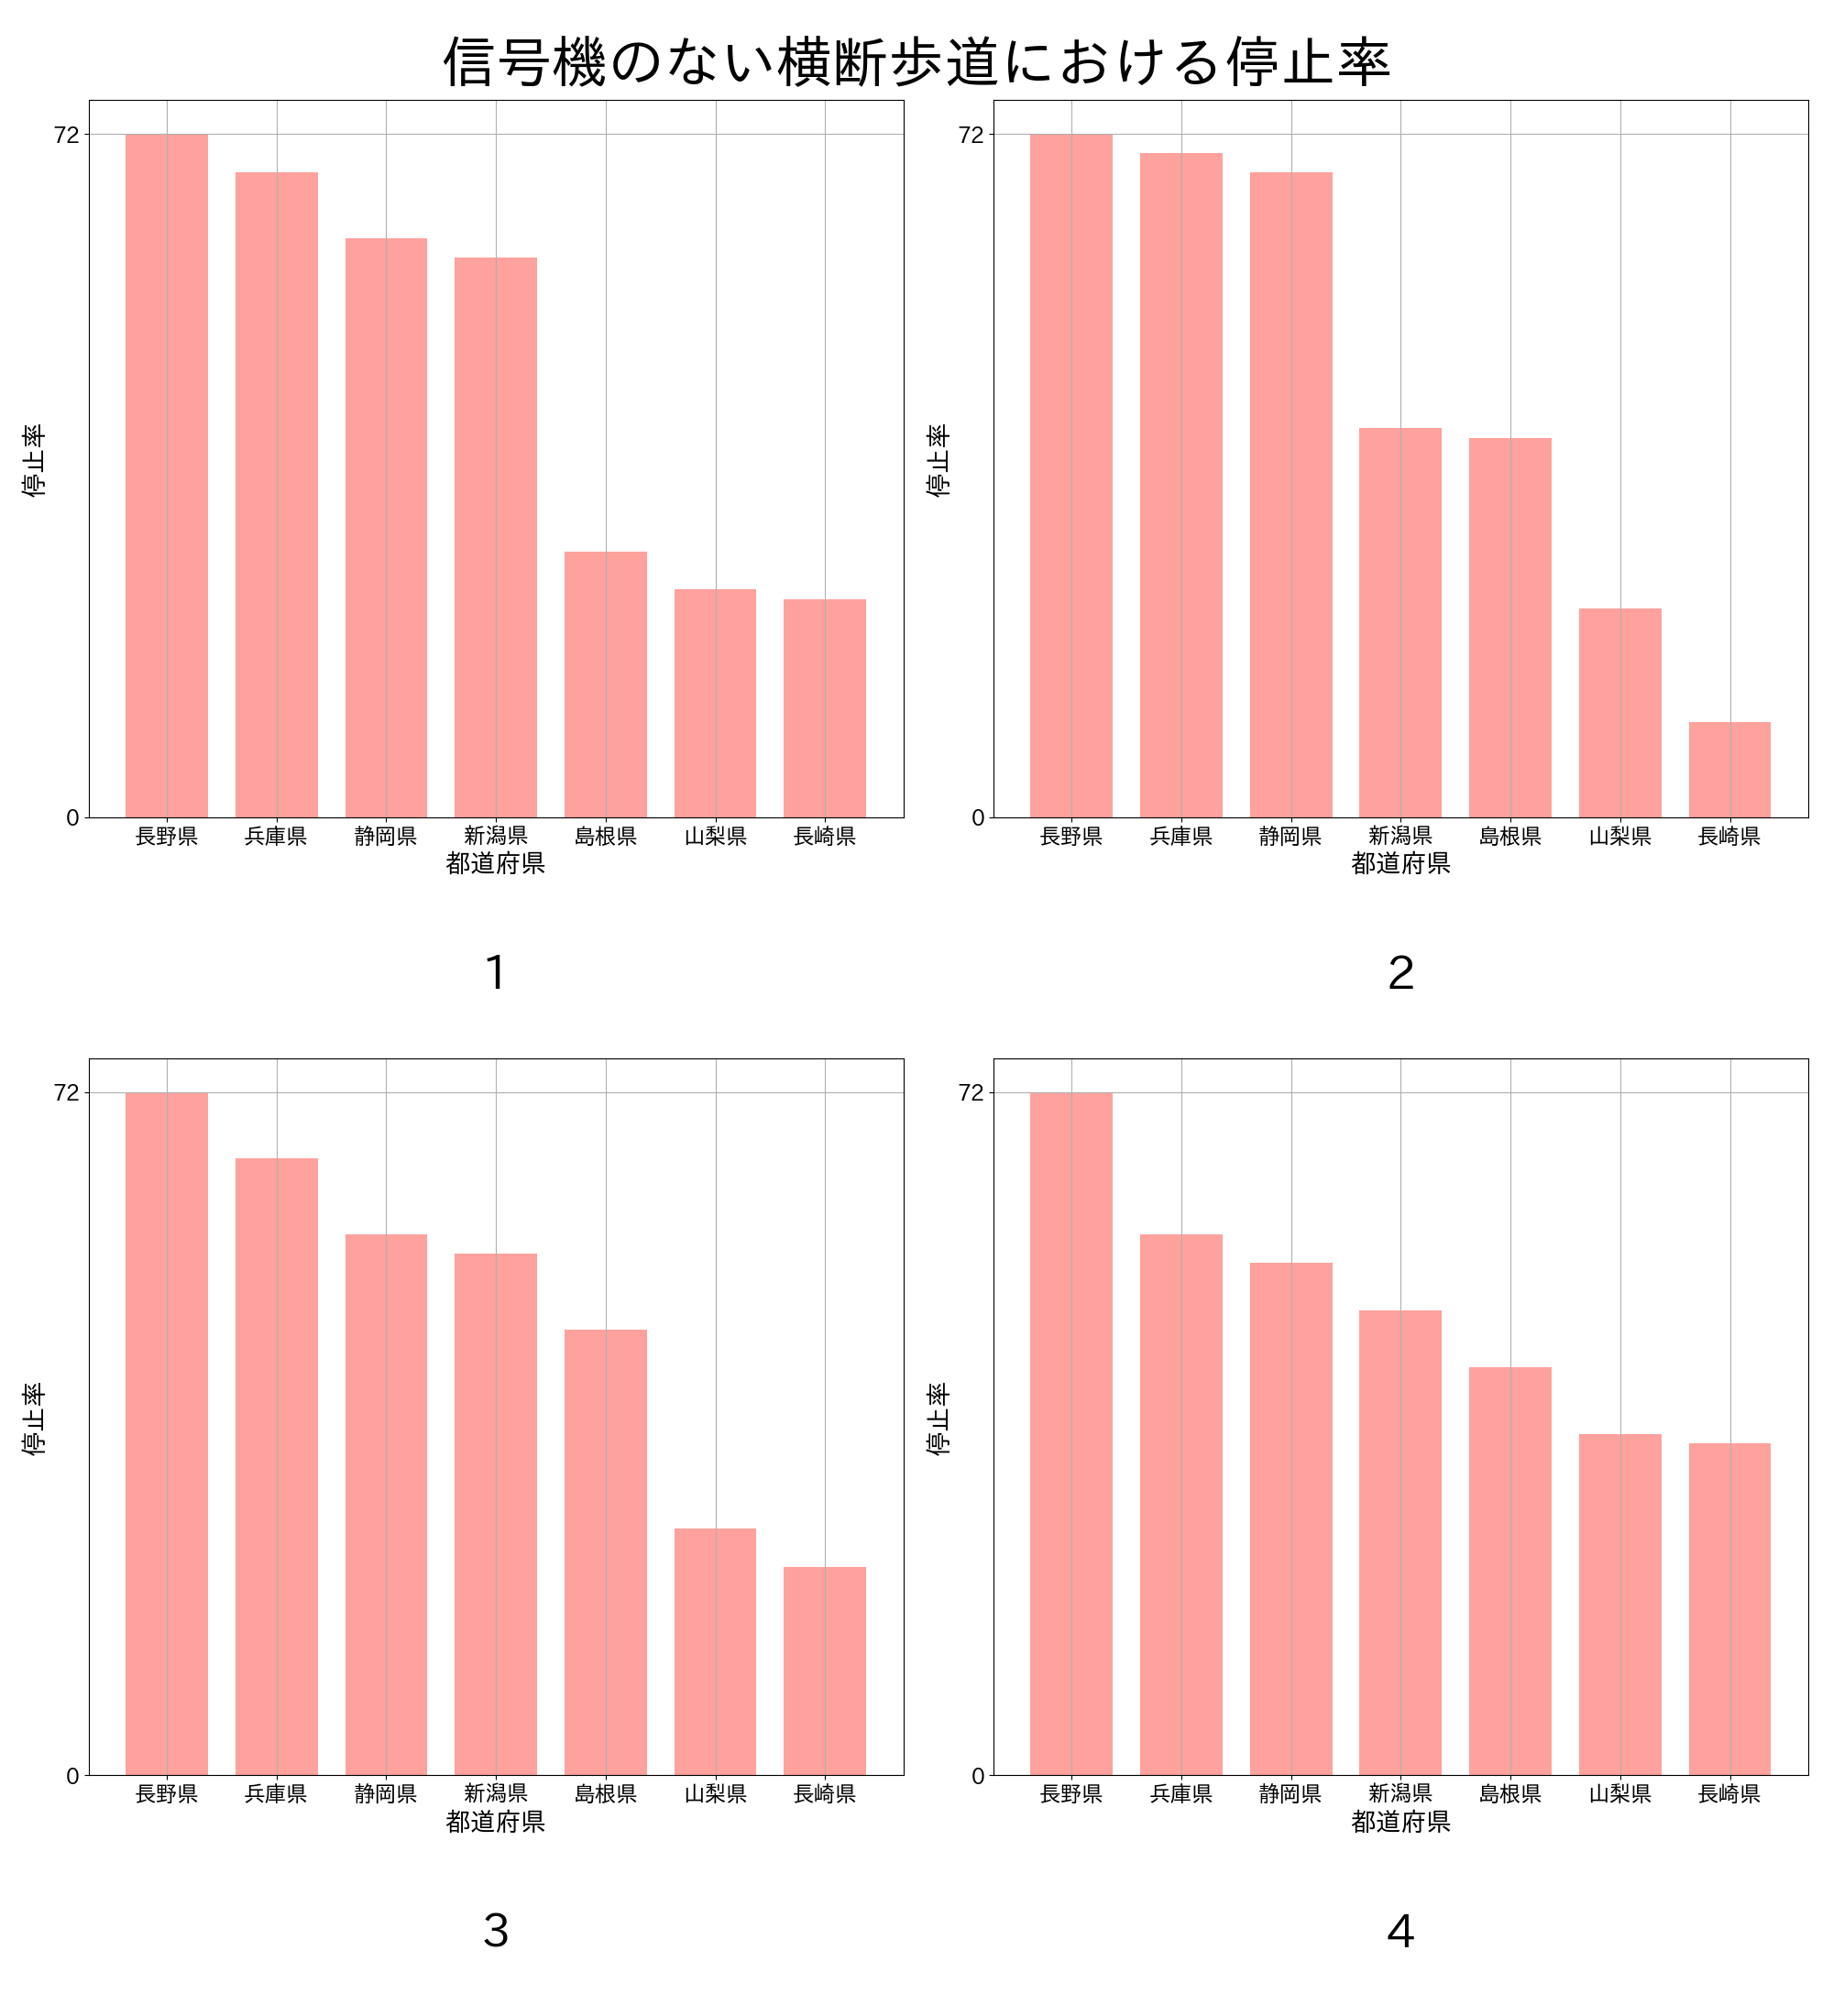 信号機のない横断歩道における停止率
72
0
停止率
長野県 兵庫県 静岡県 新潟県 島根県 山梨県 長崎県
都道府県
1
72
0
停止率
長野県 兵庫県 静岡県 新潟県 島根県 山梨県 長崎県
都道府県
2
72
0
停止率
長野県 兵庫県 静岡県 新潟県 島根県 山梨県 長崎県
都道府県
3
72
0
停止率
長野県 兵庫県 静岡県 新潟県 島根県 山梨県 長崎県
都道府県
4